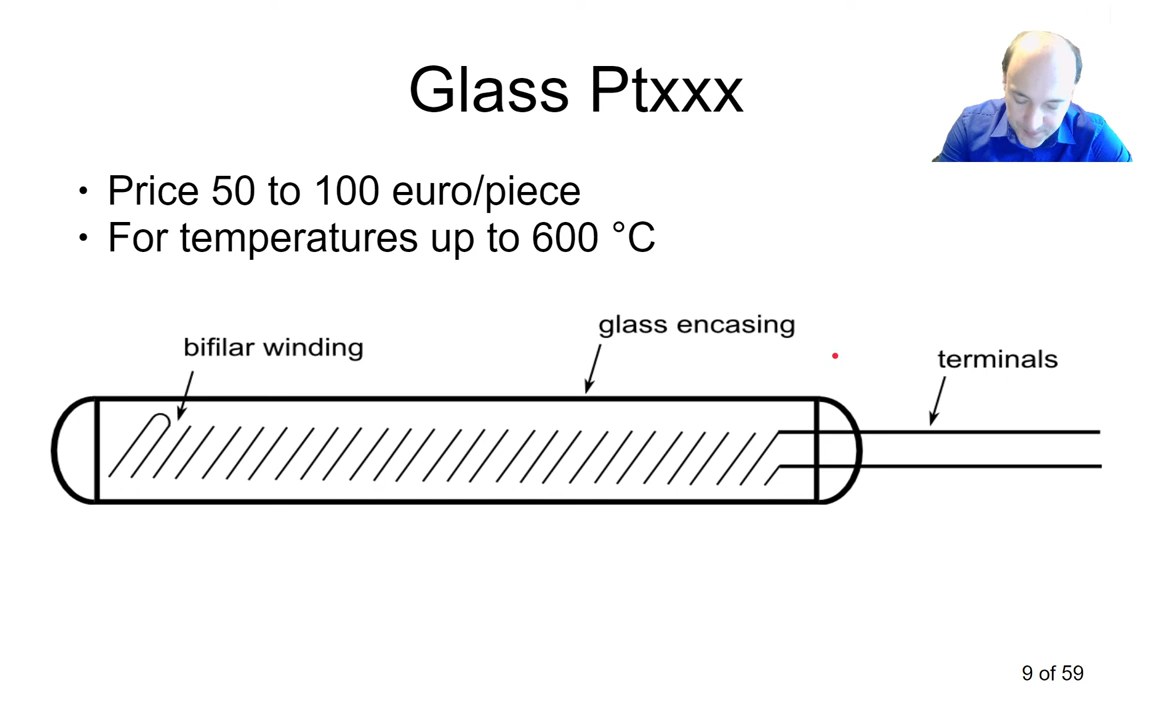 Glass Ptxxx
• Price 50 to 100 euro/piece
• For temperatures up to 600 °C
glass encasing
bifilar winding
terminals
9 of 59